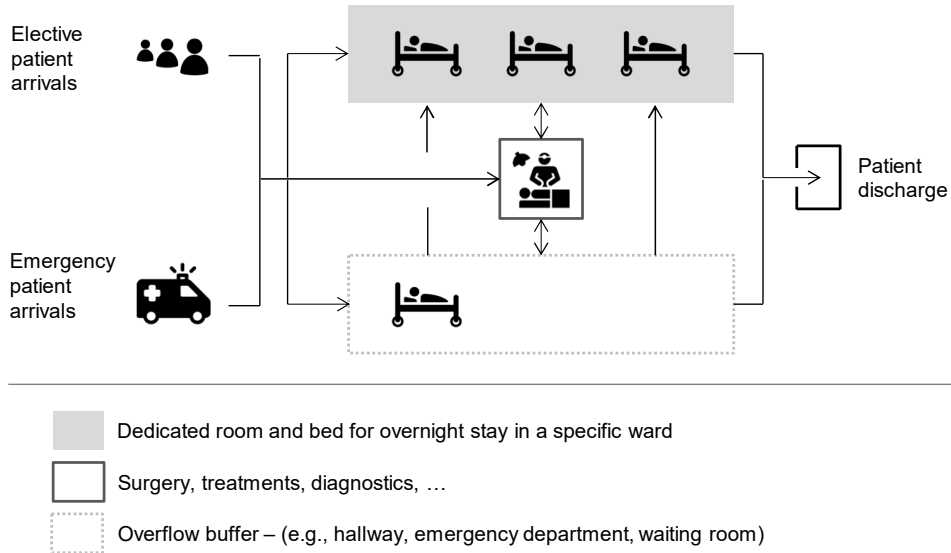 Elective
patient
arrivals
Emergency
patient
arrivals
Patient
discharge
Dedicated room and bed for overnight stay in a specific ward
Surgery, treatments, diagnostics, …
Overflow buffer – (e.g., hallway, emergency department, waiting room)